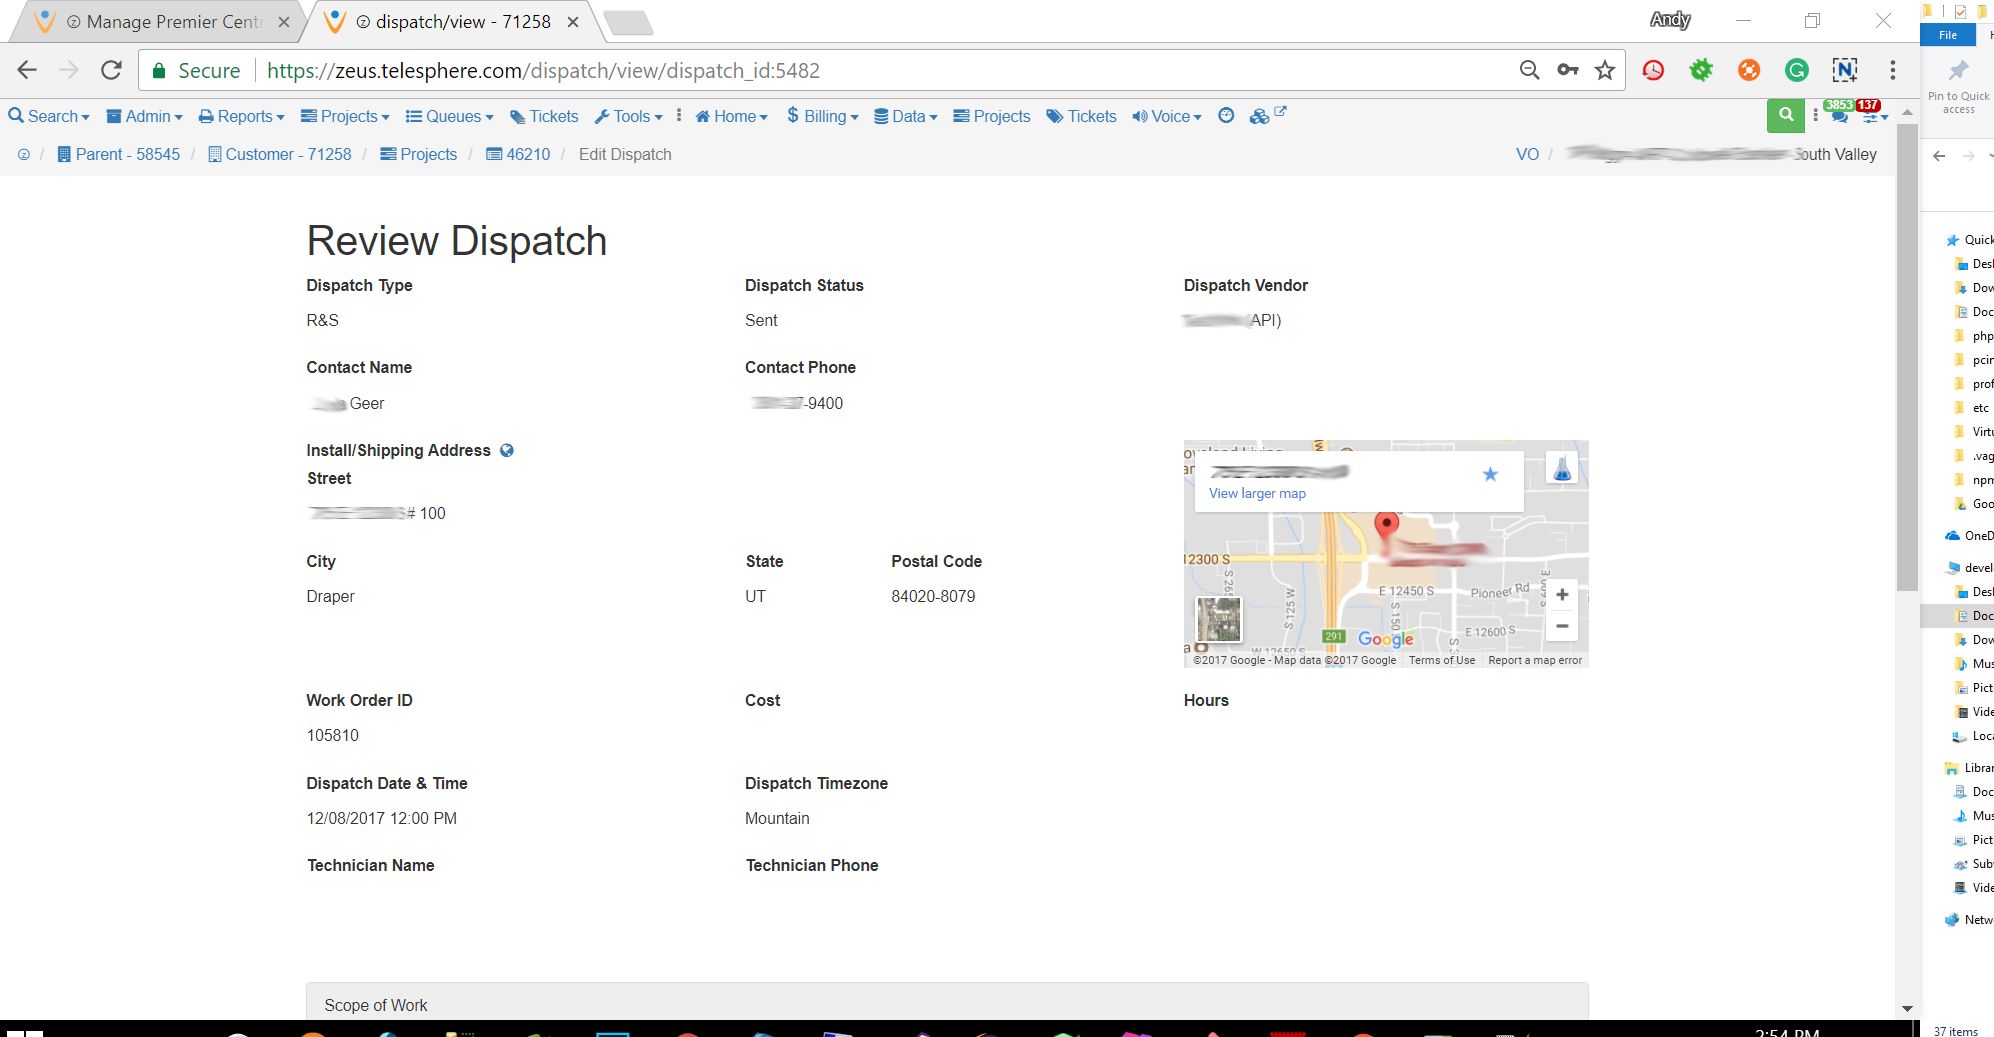 Manage Premier Cent
dispatch/view - 71258
Andy
Secure https://zeus.telesphere.com/dispatch/view/dispatch_id:5482
File
Pin to Quick access
Search Admin Reports Projects Queues Tickets Tools Home $ Billing Data Projects Tickets Voice 3853 137
/ Parent - 58545 / Customer - 71258 / Projects / 46210 / Edit Dispatch
VO / South Valley
Review Dispatch
Dispatch Type Dispatch Status Dispatch Vendor
R&S Sent (API)
Contact Name Contact Phone
Geer -9400
Install/Shipping Address
Street
# 100
City State Postal Code
Draper UT 84020-8079
View larger map
12300 S
E 12450 S
Pioneer Rd
S 125 W
291
Google
E 12600 S
©2017 Google - Map data ©2017 Google Terms of Use Report a map error
Work Order ID Cost Hours
105810
Dispatch Date & Time Dispatch Timezone
12/08/2017 12:00 PM Mountain
Technician Name Technician Phone
Scope of Work
2:54 PM
Quick
Desk
Dow
Doc
php
pcin
prof
etc
Virtu
.vag
npm
Goo
OneD
devel
Desk
Doc
Dow
Mus
Pict
Vide
Loca
Librar
Doc
Mus
Pict
Sub
Vide
Netw
37 items